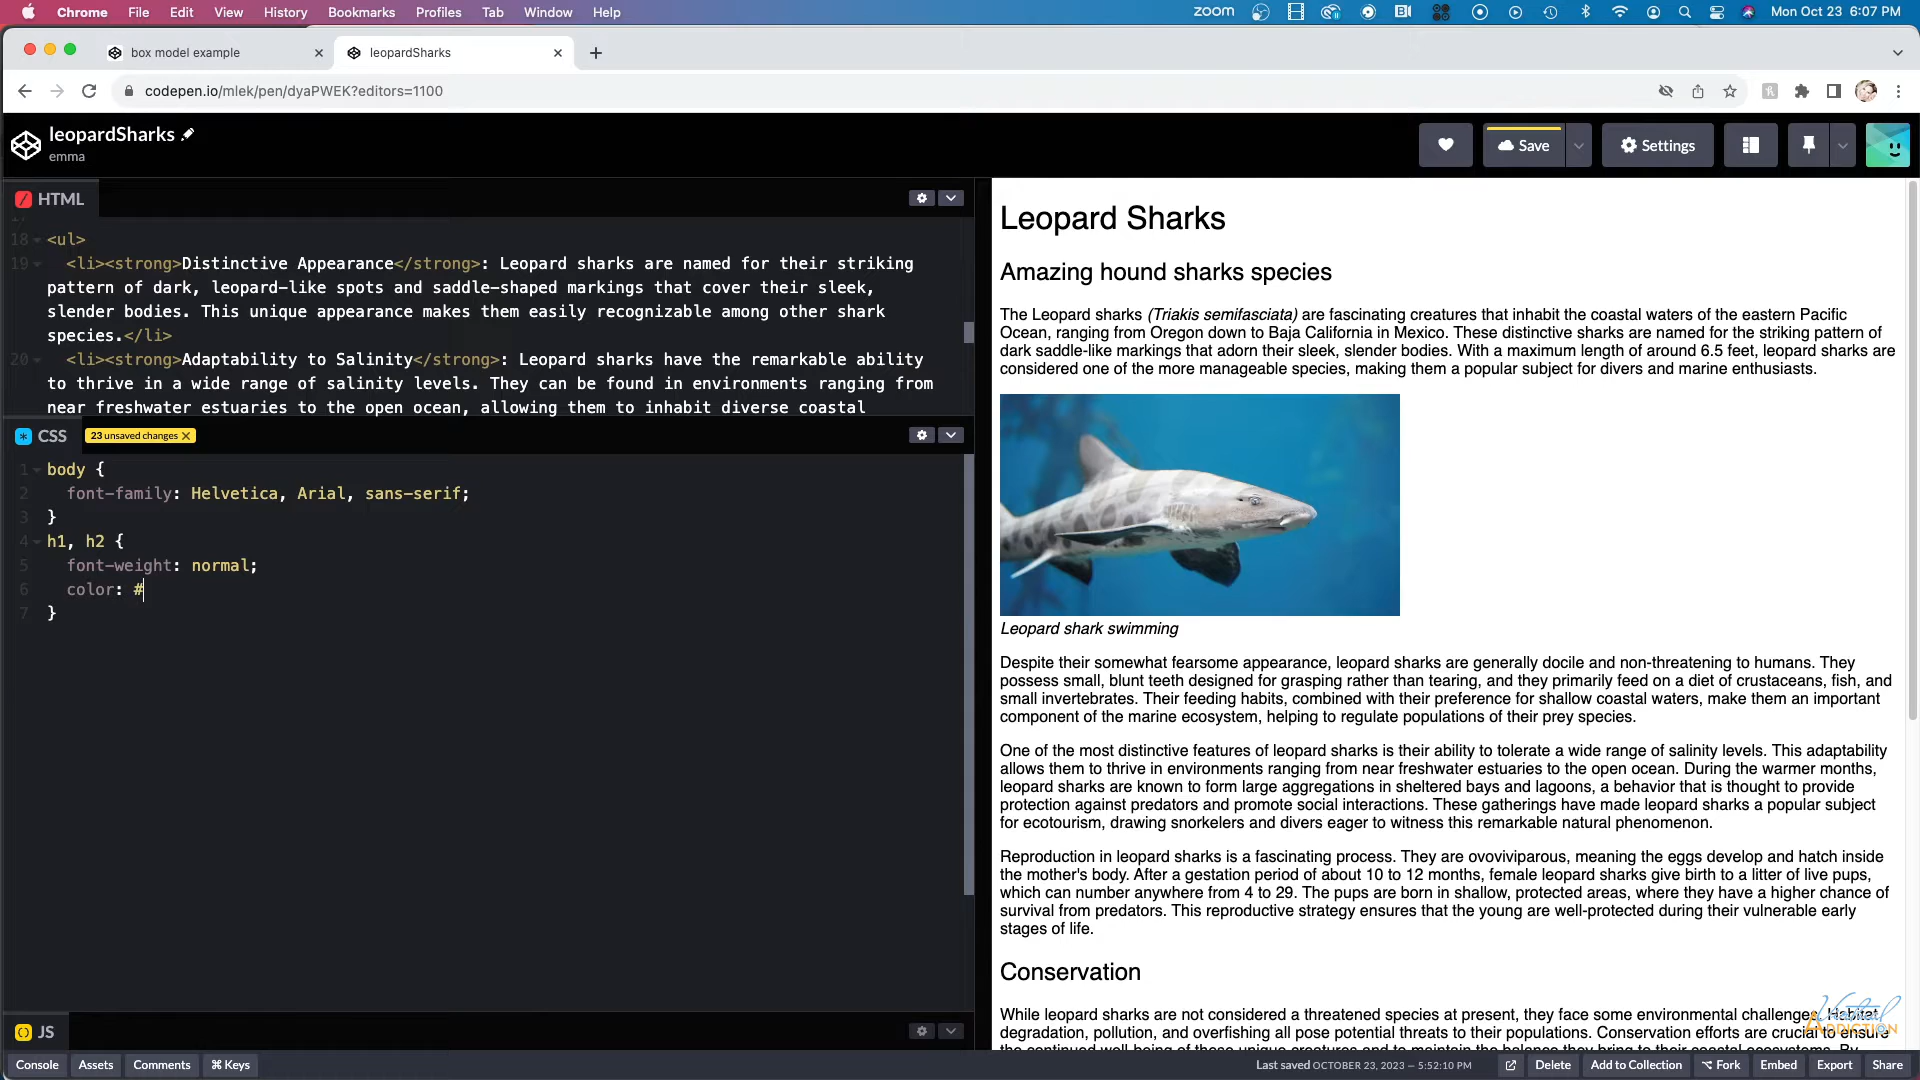 Chrome File Edit View History Bookmarks Profiles Tab Window Help
zoom Mon Oct 23 6:07 PM
box model example
leopardSharks
codepen.io/mlek/pen/dyaPWEK?editors=1100
leopardSharks
emma
Save
Settings
HTML
18 <ul>
19 <li><strong>Distinctive Appearance</strong>: Leopard sharks are named for their striking
pattern of dark, leopard-like spots and saddle-shaped markings that cover their sleek,
slender bodies. This unique appearance makes them easily recognizable among other shark
species.</li>
20 <li><strong>Adaptability to Salinity</strong>: Leopard sharks have the remarkable ability
to thrive in a wide range of salinity levels. They can be found in environments ranging from
near freshwater estuaries to the open ocean, allowing them to inhabit diverse coastal
CSS
23 unsaved changes
1 body {
2 font-family: Helvetica, Arial, sans-serif;
3 }
4 h1, h2 {
5 font-weight: normal;
6 color: #
7 }
JS
Leopard Sharks
Amazing hound sharks species
The Leopard sharks (Triakis semifasciata) are fascinating creatures that inhabit the coastal waters of the eastern Pacific
Ocean, ranging from Oregon down to Baja California in Mexico. These distinctive sharks are named for the striking pattern of
dark saddle-like markings that adorn their sleek, slender bodies. With a maximum length of around 6.5 feet, leopard sharks are
considered one of the more manageable species, making them a popular subject for divers and marine enthusiasts.
Leopard shark swimming
Despite their somewhat fearsome appearance, leopard sharks are generally docile and non-threatening to humans. They
possess small, blunt teeth designed for grasping rather than tearing, and they primarily feed on a diet of crustaceans, fish, and
small invertebrates. Their feeding habits, combined with their preference for shallow coastal waters, make them an important
component of the marine ecosystem, helping to regulate populations of their prey species.
One of the most distinctive features of leopard sharks is their ability to tolerate a wide range of salinity levels. This adaptability
allows them to thrive in environments ranging from near freshwater estuaries to the open ocean. During the warmer months,
leopard sharks are known to form large aggregations in sheltered bays and lagoons, a behavior that is thought to provide
protection against predators and promote social interactions. These gatherings have made leopard sharks a popular subject
for ecotourism, drawing snorkelers and divers eager to witness this remarkable natural phenomenon.
Reproduction in leopard sharks is a fascinating process. They are ovoviviparous, meaning the eggs develop and hatch inside
the mother's body. After a gestation period of about 10 to 12 months, female leopard sharks give birth to a litter of live pups,
which can number anywhere from 4 to 29. The pups are born in shallow, protected areas, where they have a higher chance of
survival from predators. This reproductive strategy ensures that the young are well-protected during their vulnerable early
stages of life.
Conservation
While leopard sharks are not considered a threatened species at present, they face some environmental challenges. Habitat
degradation, pollution, and overfishing all pose potential threats to their populations. Conservation efforts are crucial to ensure
Virtual
ADDICTION
Console Assets Comments ⌘ Keys
Last saved OCTOBER 23, 2023 — 5:52:10 PM
Delete Add to Collection ⌥ Fork Embed Export Share